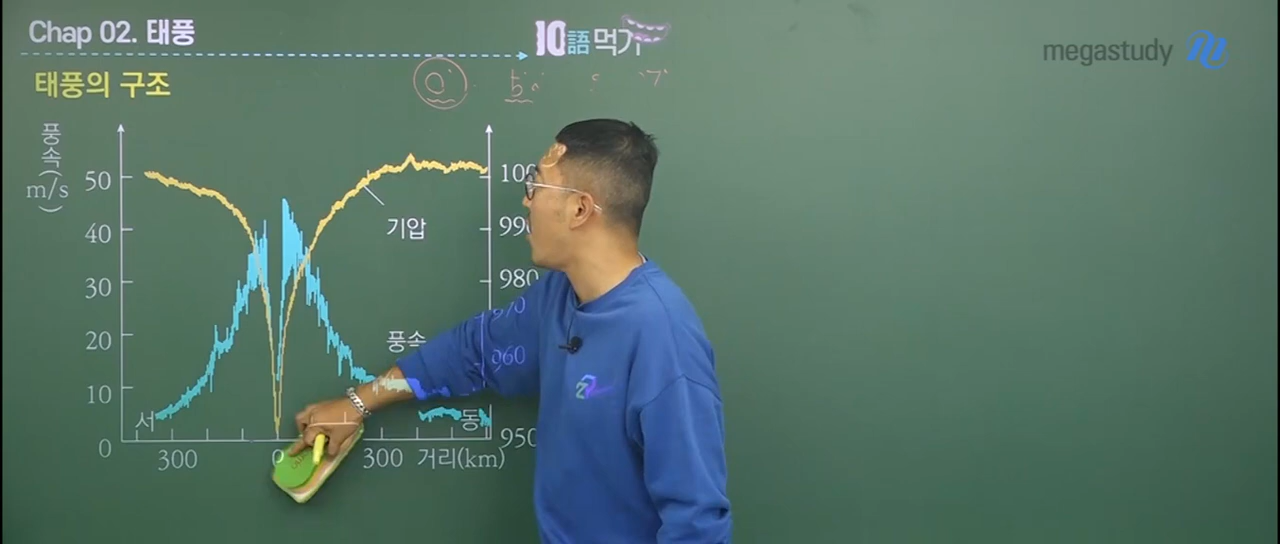 Chap 02. 태풍
10語먹기
megastudy
태풍의 구조
풍속(m/s)
50
40
30
20
10
0
990
980
970
960
950
기압
풍속
서
동
300
0
300
거리(km)